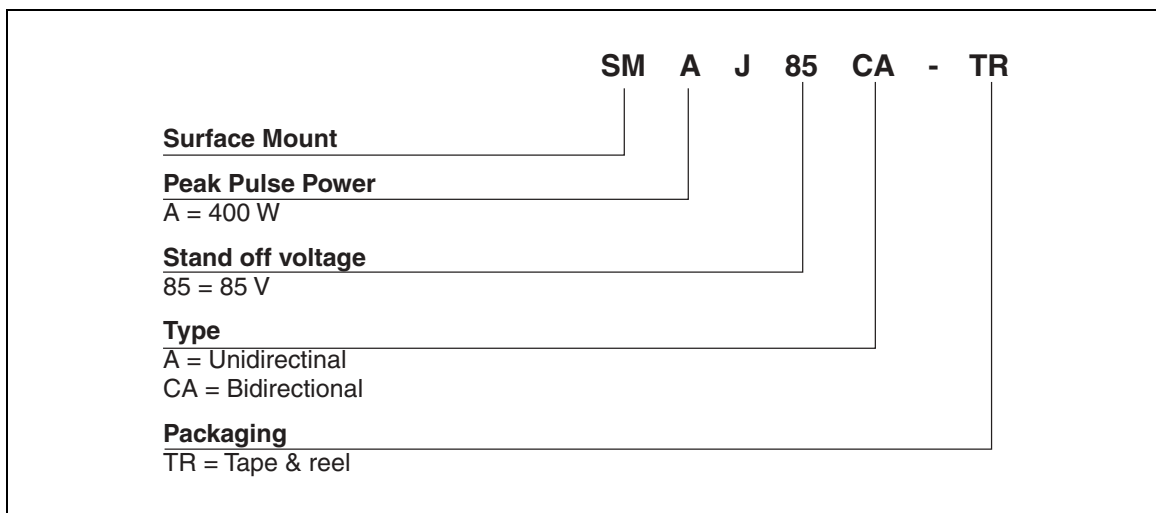 SM A J 85 CA - TR
Surface Mount
Peak Pulse Power
A = 400 W
Stand off voltage
85 = 85 V
Type
A = Unidirectinal
CA = Bidirectional
Packaging
TR = Tape & reel